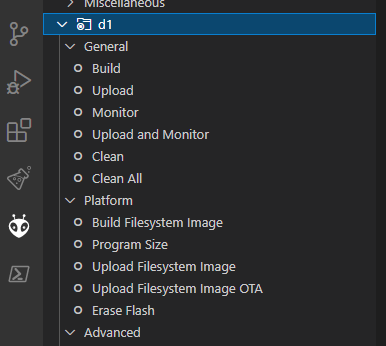 Miscellaneous
d1
General
Build
Upload
Monitor
Upload and Monitor
Clean
Clean All
Platform
Build Filesystem Image
Program Size
Upload Filesystem Image
Upload Filesystem Image OTA
Erase Flash
Advanced